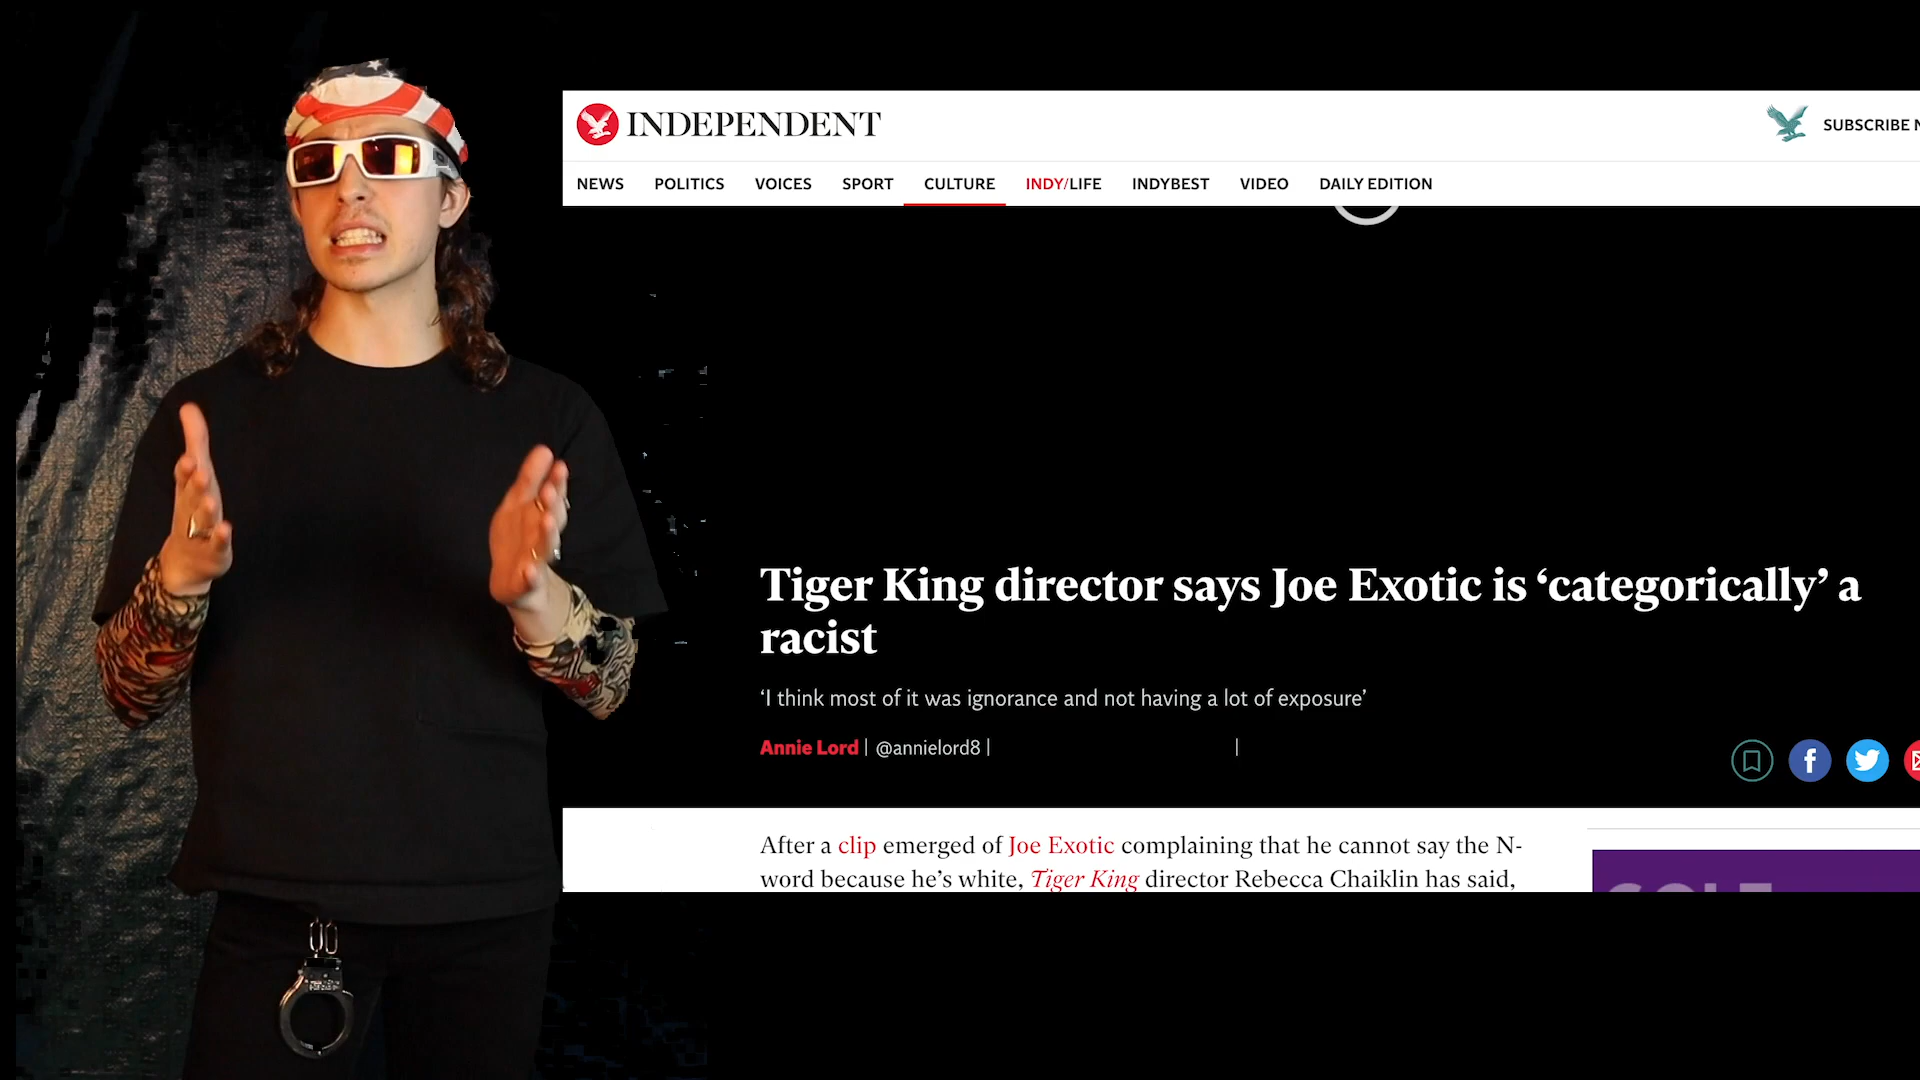 INDEPENDENT
SUBSCRIBE N
NEWS POLITICS VOICES SPORT CULTURE INDY/LIFE INDYBEST VIDEO DAILY EDITION
Tiger King director says Joe Exotic is ‘categorically’ a
racist
‘I think most of it was ignorance and not having a lot of exposure’
Annie Lord | @annielord8 | |
After a clip emerged of Joe Exotic complaining that he cannot say the N-
word because he’s white, Tiger King director Rebecca Chaiklin has said,